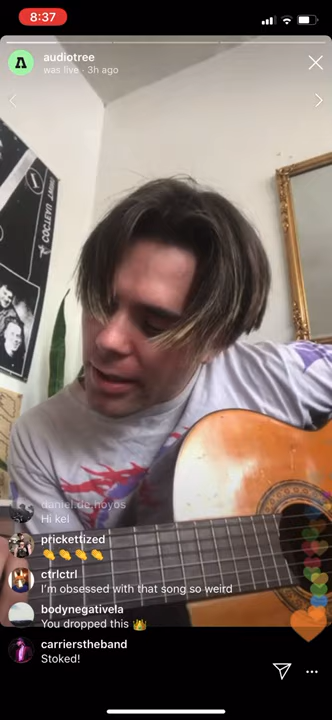 8:37
audiotree
was live · 3h ago
daniel.de.hoyos
Hi kel
prickettized
👏👏👏👏
ctrlctrl
I'm obsessed with that song so weird
bodynegativela
You dropped this 👑
carrierstheband
Stoked!